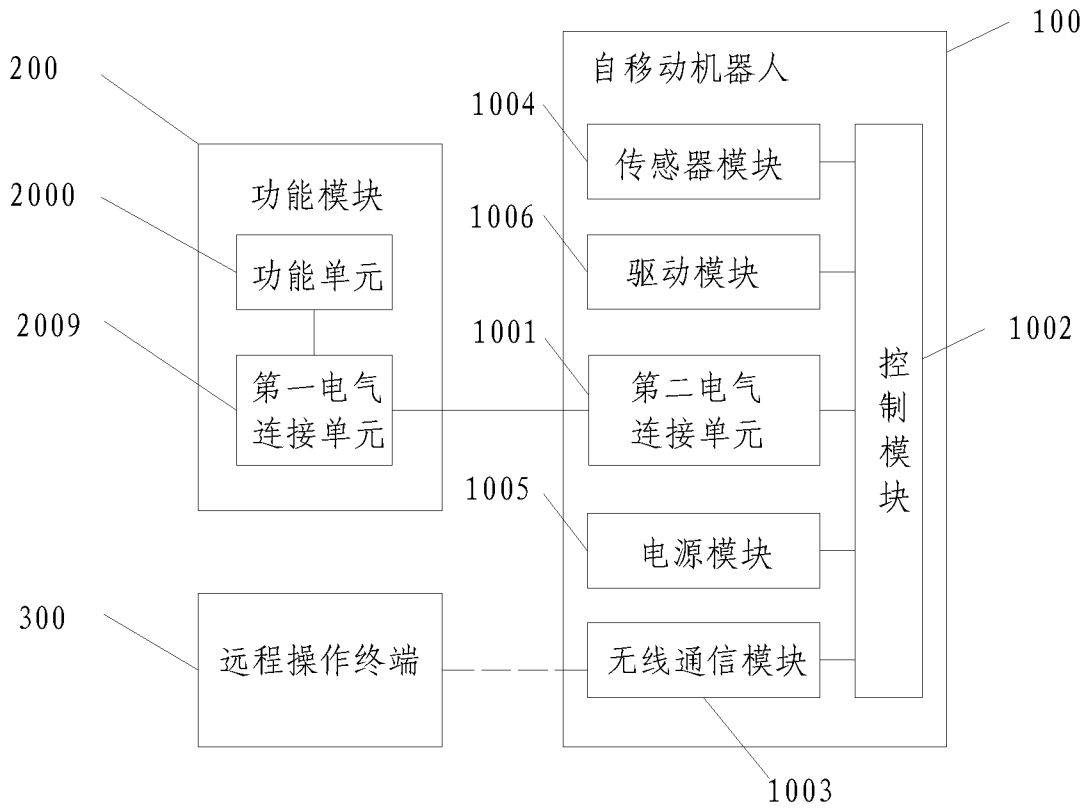 100
自移动机器人
200
1004
传感器模块
2000
功能模块
1006
功能单元
驱动模块
2009
1001
1002
第一电气
连接单元
第二电气
连接单元
控制模块
1005
电源模块
300
远程操作终端
无线通信模块
1003